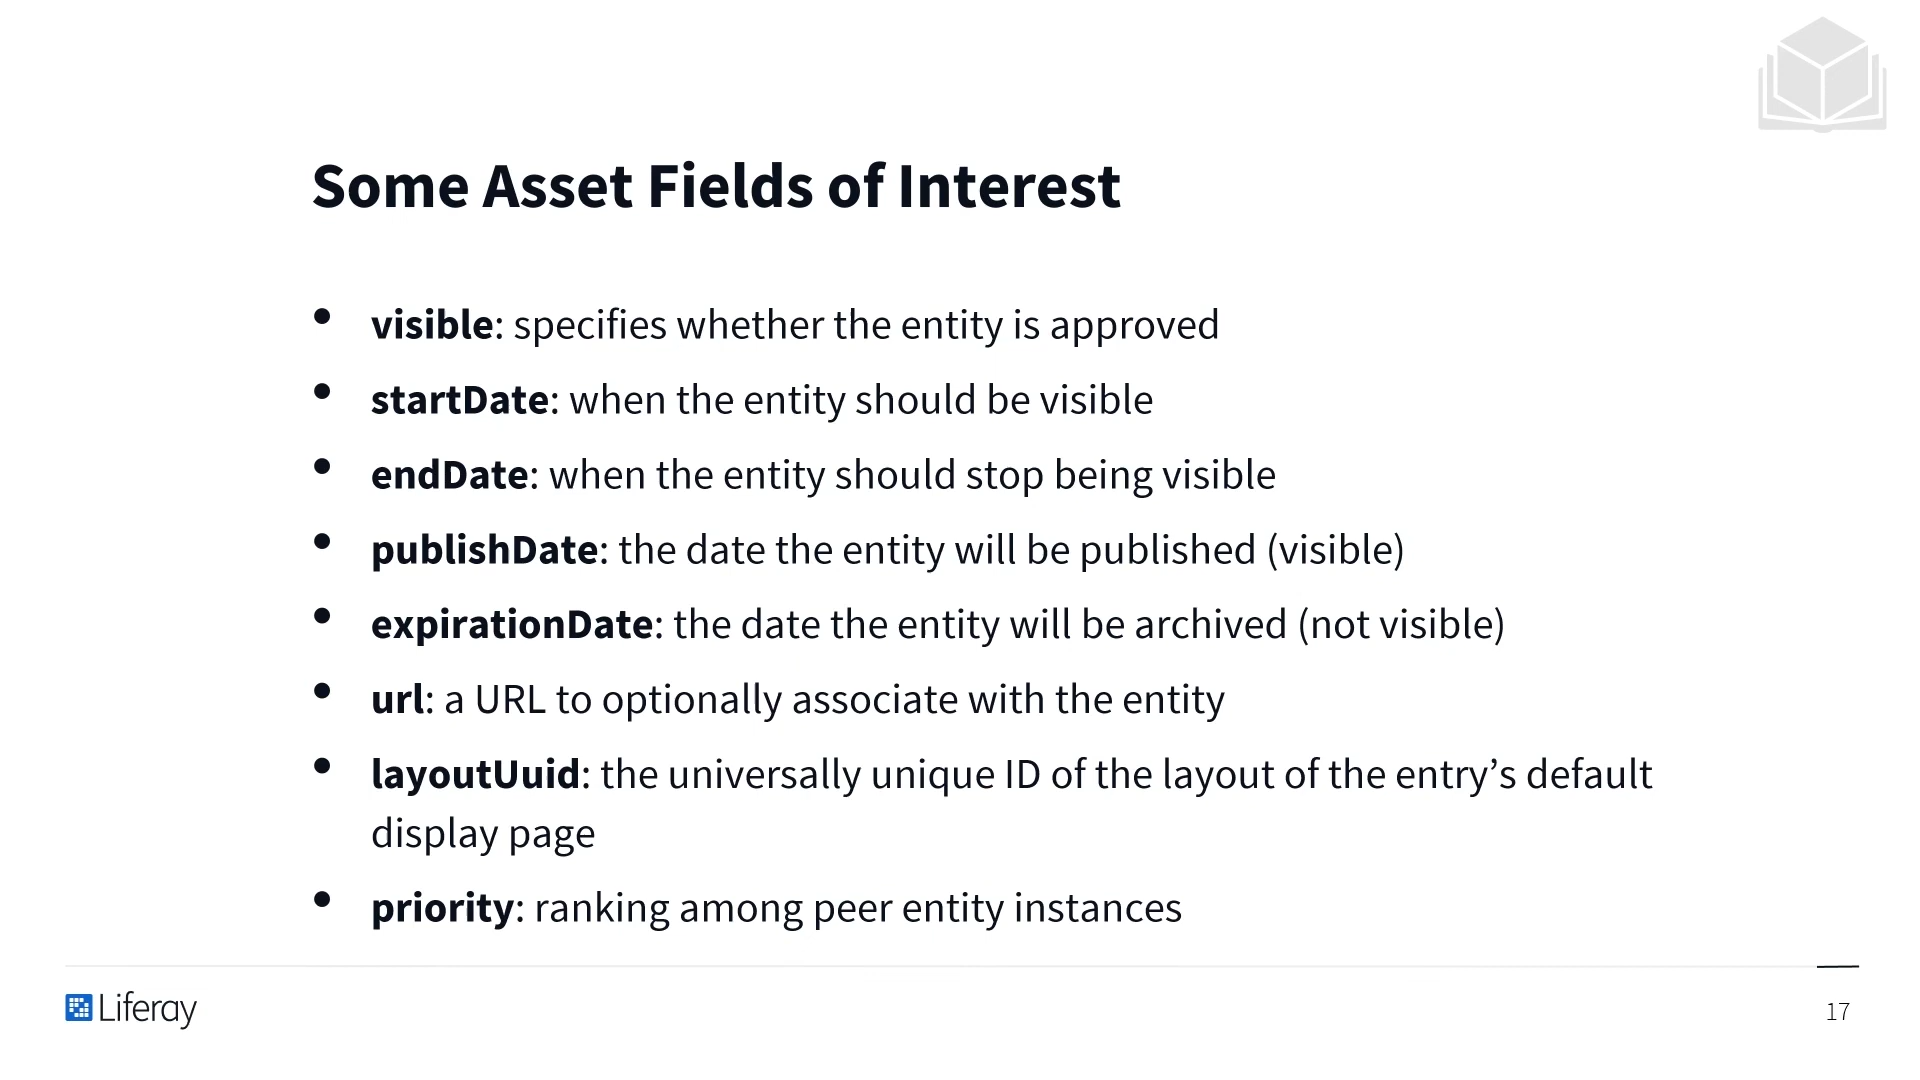 Some Asset Fields of Interest
• visible: specifies whether the entity is approved
• startDate: when the entity should be visible
• endDate: when the entity should stop being visible
• publishDate: the date the entity will be published (visible)
• expirationDate: the date the entity will be archived (not visible)
• url: a URL to optionally associate with the entity
• layoutUuid: the universally unique ID of the layout of the entry’s default
display page
• priority: ranking among peer entity instances
Liferay
17